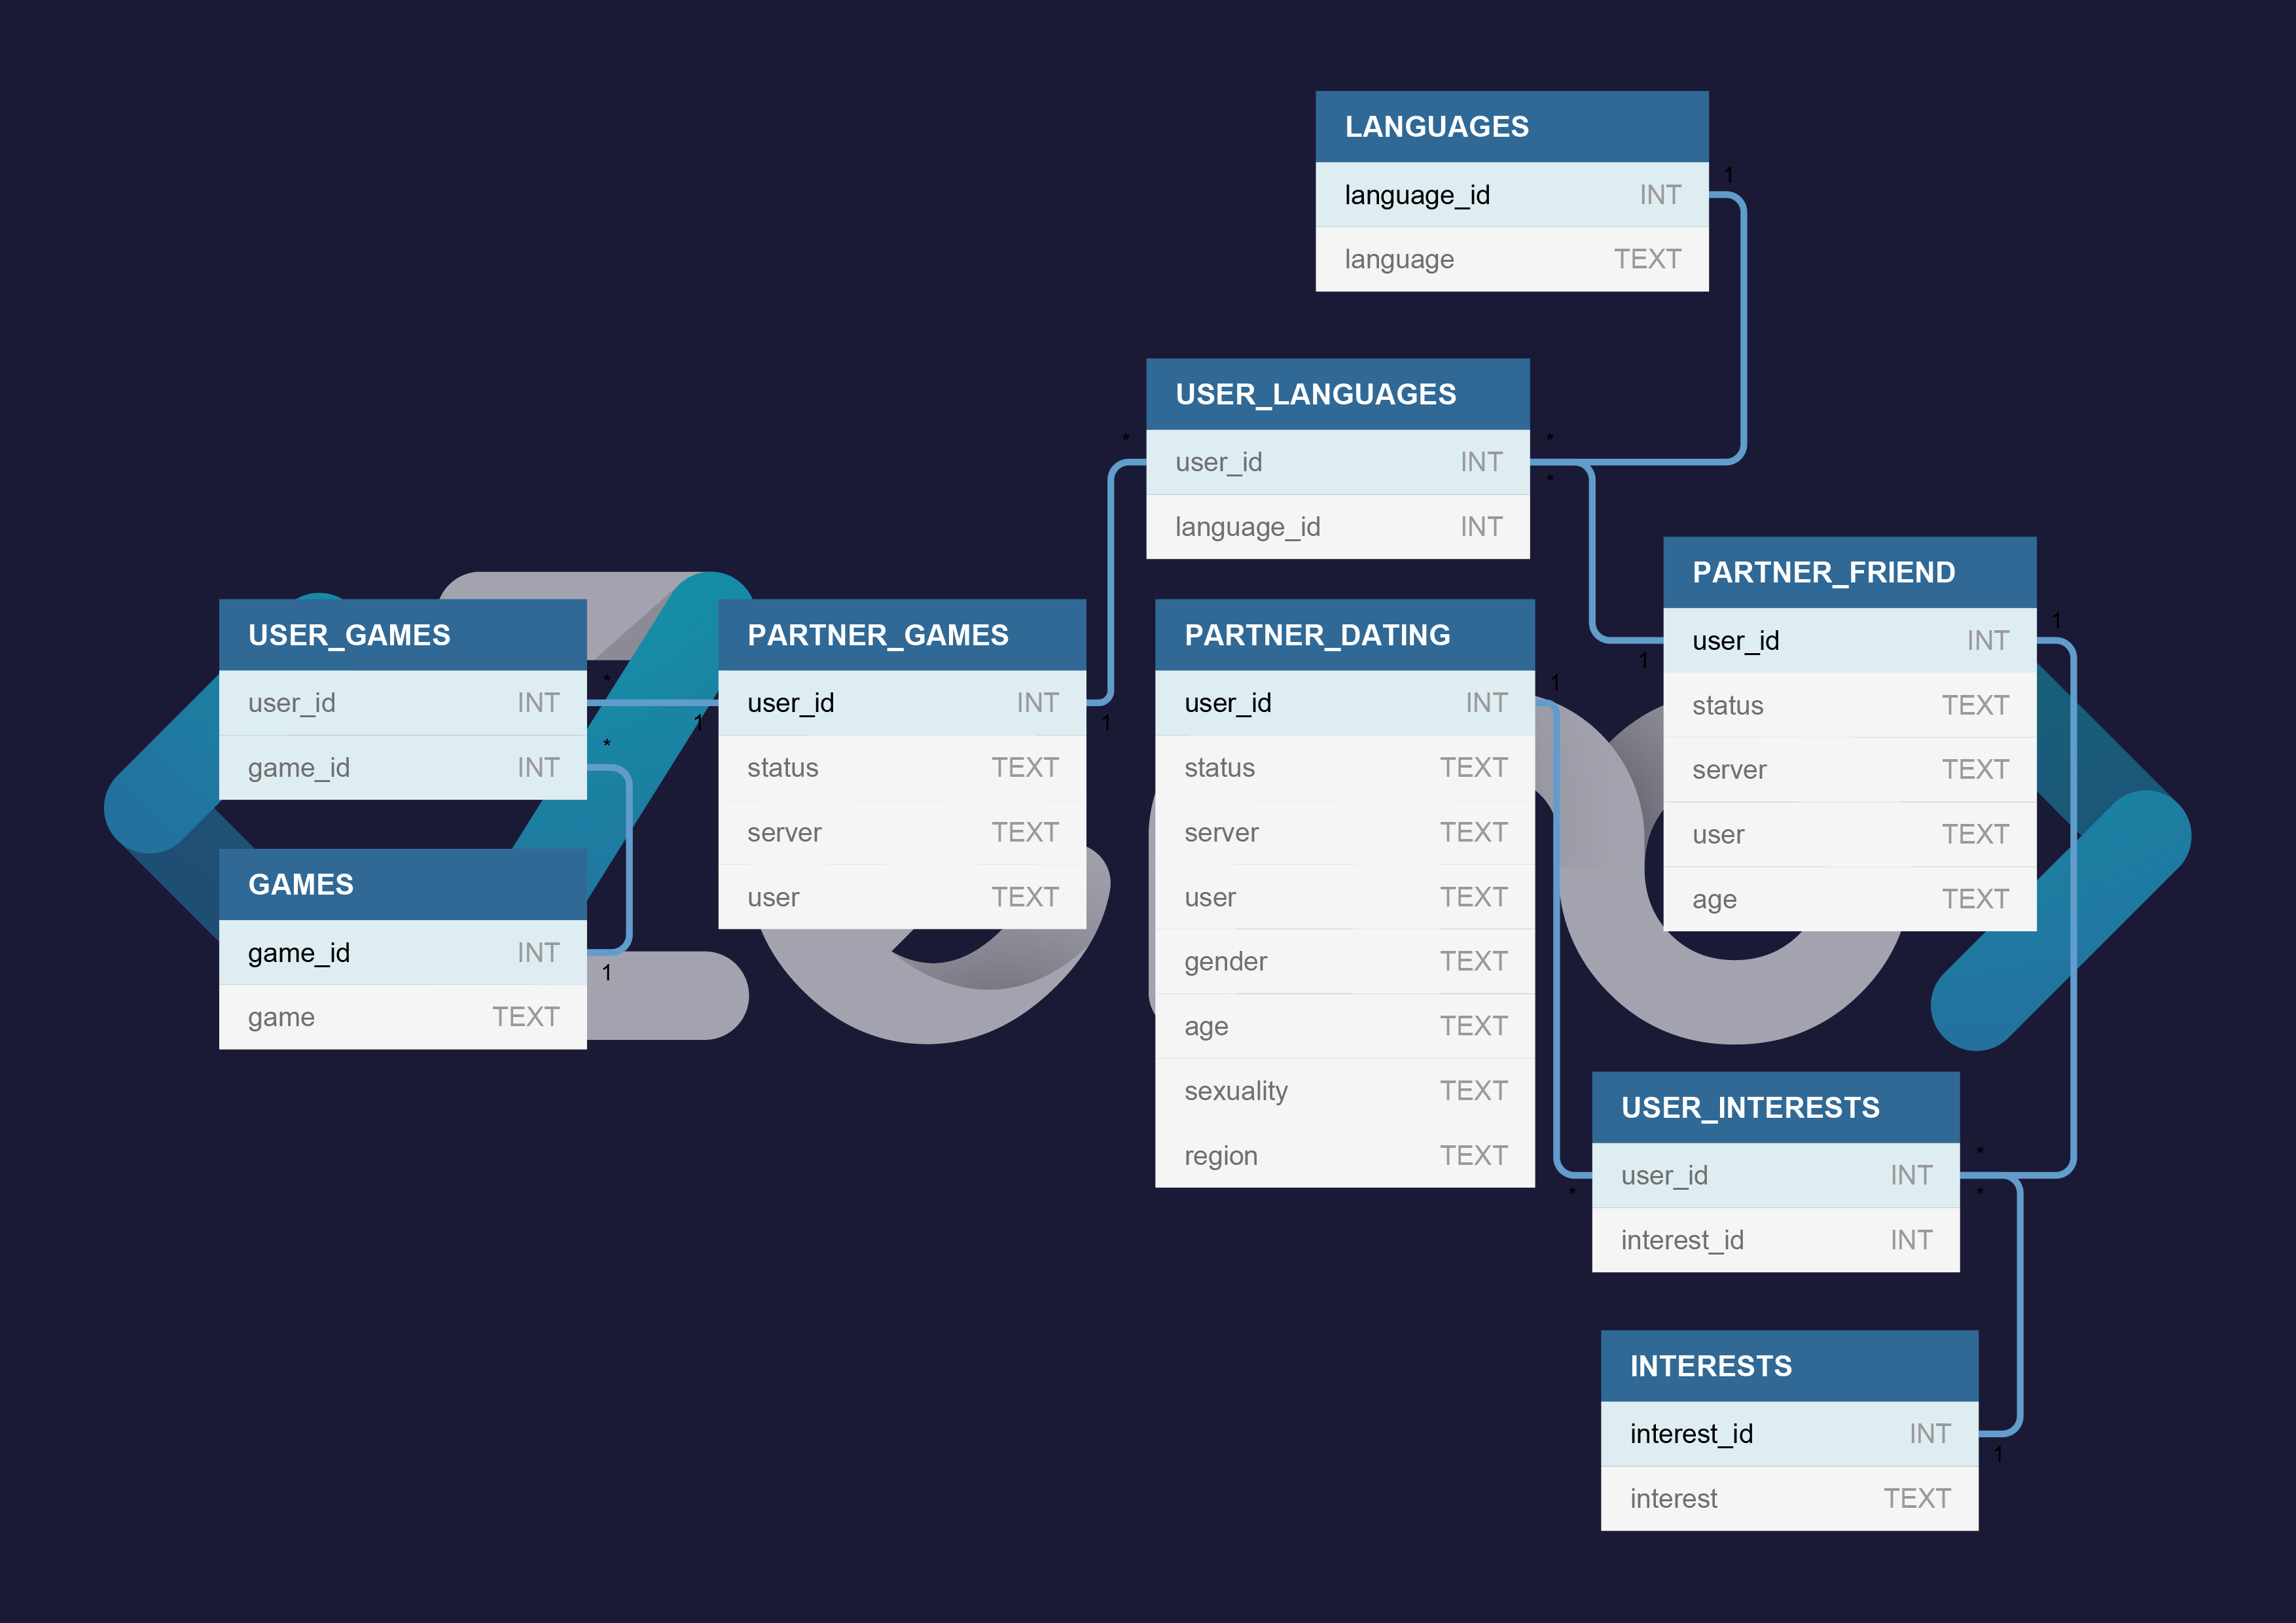 LANGUAGES
language_id INT
language TEXT
1
USER_LANGUAGES
user_id INT
language_id INT
*
*
*
USER_GAMES
user_id INT
game_id INT
*
*
GAMES
game_id INT
game TEXT
1
PARTNER_GAMES
user_id INT
status TEXT
server TEXT
user TEXT
1
1
PARTNER_DATING
user_id INT
status TEXT
server TEXT
user TEXT
gender TEXT
age TEXT
sexuality TEXT
region TEXT
1
PARTNER_FRIEND
user_id INT
status TEXT
server TEXT
user TEXT
age TEXT
1
1
USER_INTERESTS
user_id INT
interest_id INT
*
*
*
INTERESTS
interest_id INT
interest TEXT
1